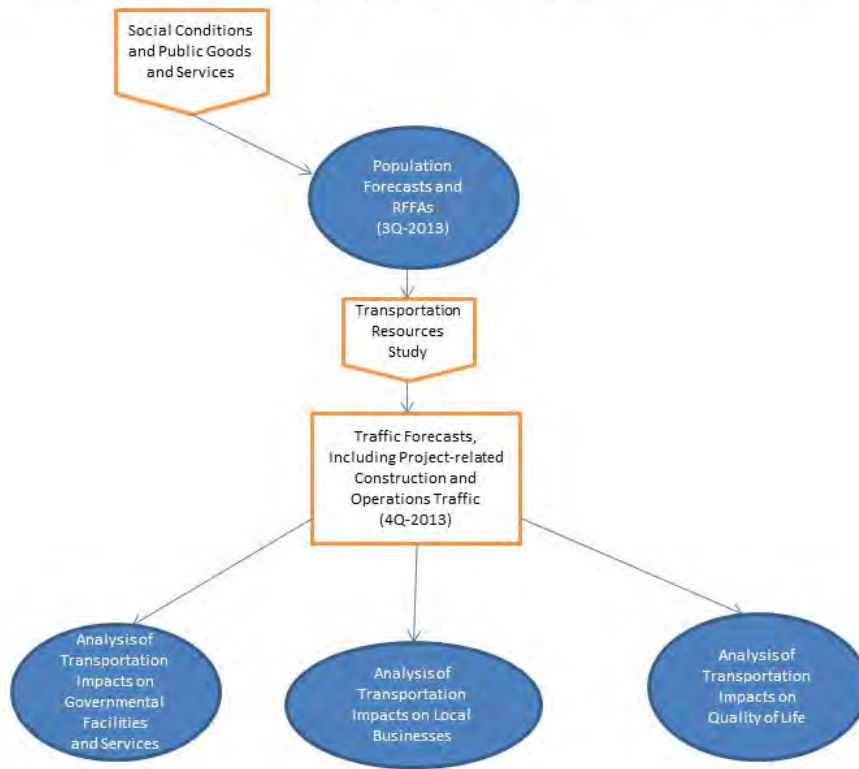 Social Conditions
and Public Goods
and Services
Population
Forecasts and
RFFAs
(3Q-2013)
Transportation
Resources
Study
Traffic Forecasts,
Including Project-related
Construction and
Operations Traffic
(4Q-2013)
Analysis of
Transportation
Impacts on
Governmental
Facilities
and Services
Analysis of
Transportation
Impacts on Local
Businesses
Analysis of
Transportation
Impacts on
Quality of Life